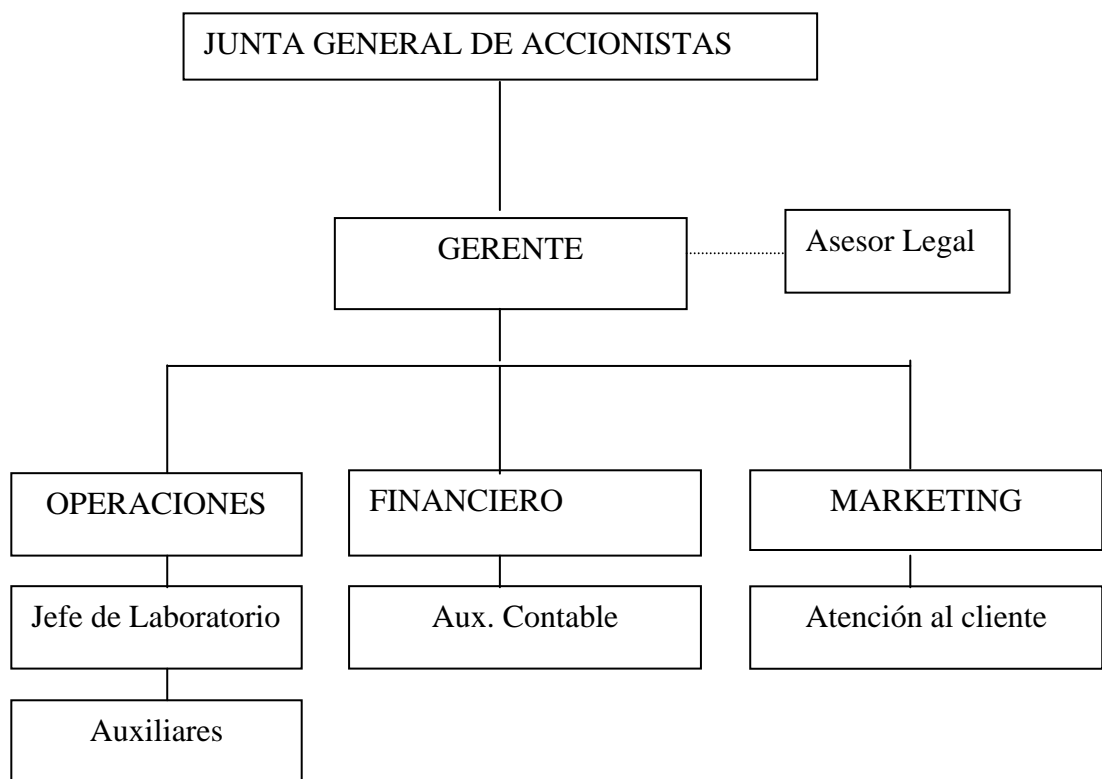 JUNTA GENERAL DE ACCIONISTAS
GERENTE
Asesor Legal
OPERACIONES
FINANCIERO
MARKETING
Jefe de Laboratorio
Aux. Contable
Atención al cliente
Auxiliares